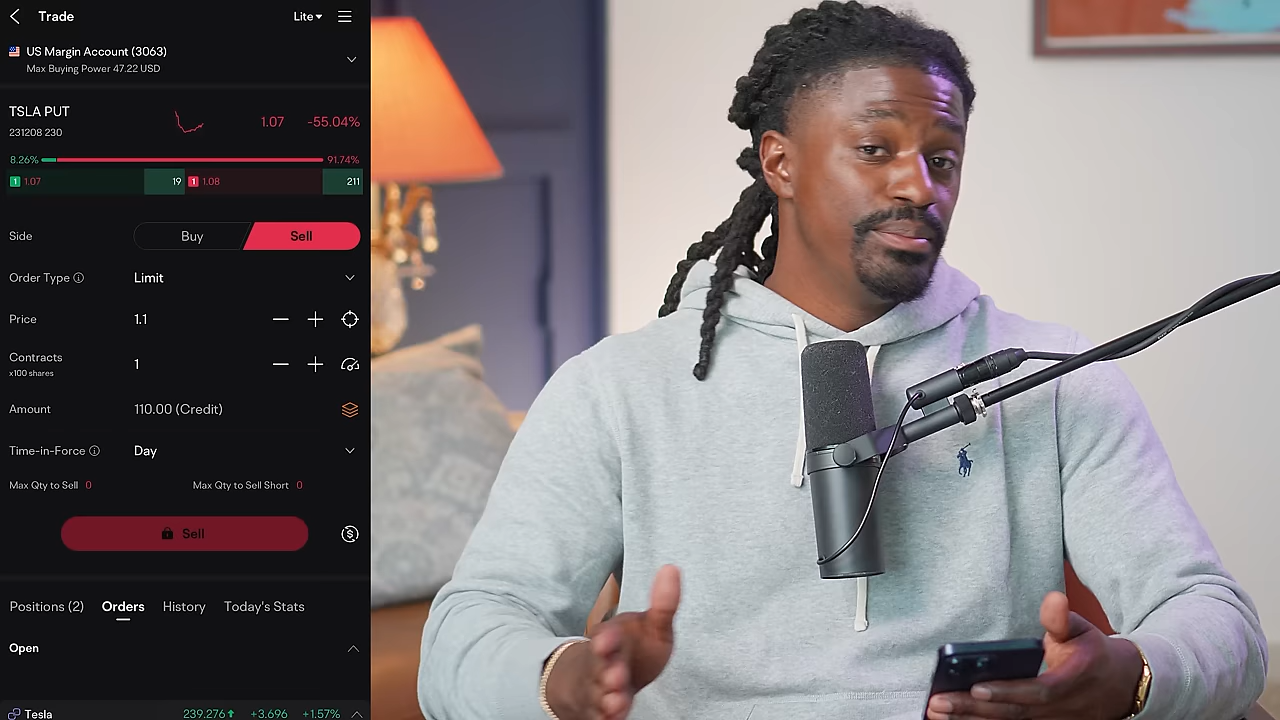 Trade
Lite
US Margin Account (3063)
Max Buying Power 47.22 USD
TSLA PUT
1.07 -55.04%
231208 230
8.26% 91.74%
1 1.07 19 1 1.08 211
Side Buy Sell
Order Type Limit
Price 1.1
Contracts 1
x100 shares
Amount 110.00 (Credit)
Time-in-Force Day
Max Qty to Sell 0 Max Qty to Sell Short 0
Sell
Positions (2) Orders History Today's Stats
Open
Tesla 239.276 +3.696 +1.57%